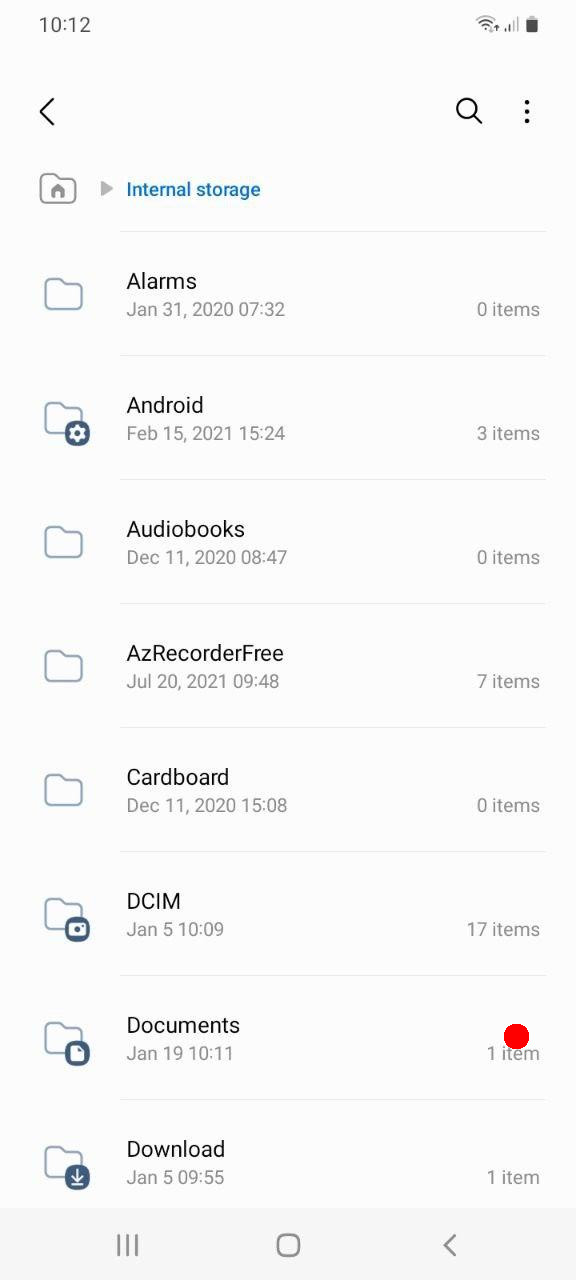 10:12
Internal storage
Alarms
Jan 31, 2020 07:32
0 items
Android
Feb 15, 2021 15:24
3 items
Audiobooks
Dec 11, 2020 08:47
0 items
AzRecorderFree
Jul 20, 2021 09:48
7 items
Cardboard
Dec 11, 2020 15:08
0 items
DCIM
Jan 5 10:09
17 items
Documents
Jan 19 10:11
1 item
Download
Jan 5 09:55
1 item